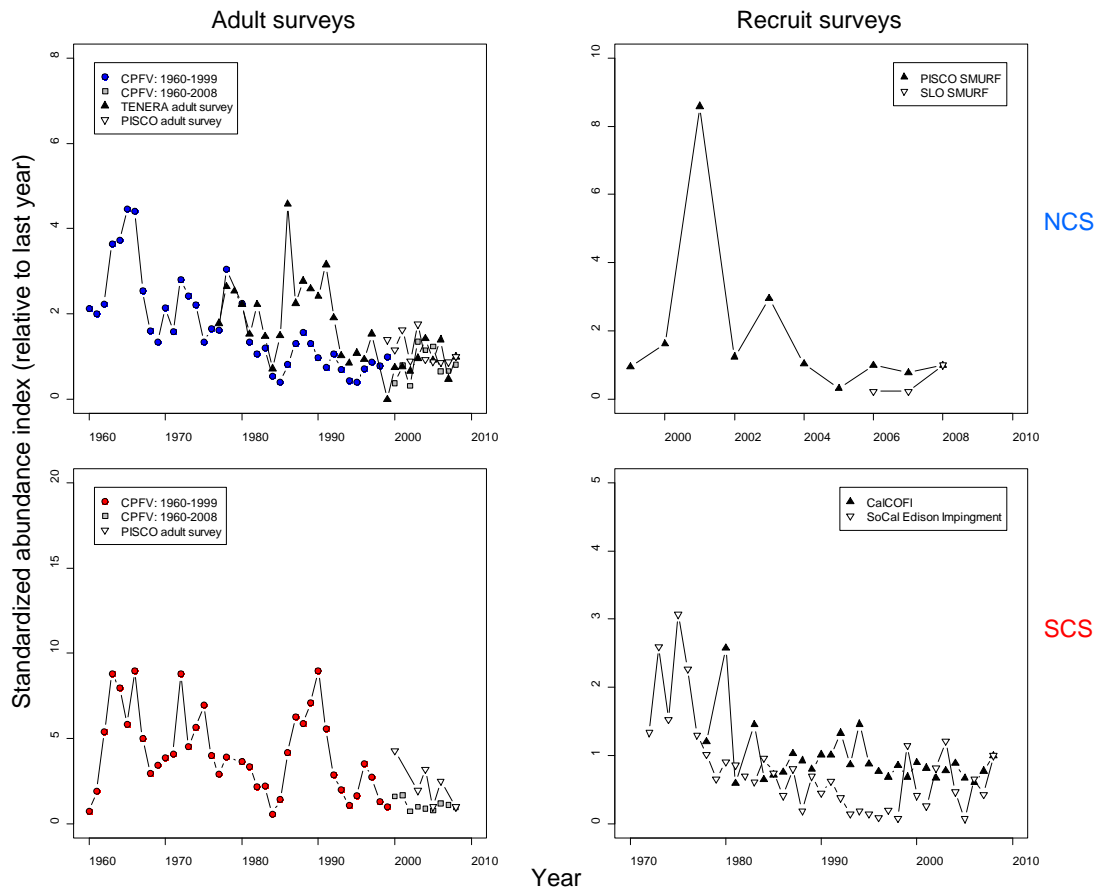 Adult surveys
Recruit surveys
Standardized abundance index (relative to last year)
8
6
4
2
0
CPFV: 1960-1999
CPFV: 1960-2008
TENERA adult survey
PISCO adult survey
1960
1970
1980
1990
2000
2010
10
8
6
4
2
0
PISCO SMURF
SLO SMURF
2000
2002
2004
2006
2008
2010
NCS
20
15
10
5
0
CPFV: 1960-1999
CPFV: 1960-2008
PISCO adult survey
1960
1970
1980
1990
2000
2010
5
4
3
2
1
0
CalCOFI
SoCal Edison Impingment
1970
1980
1990
2000
2010
SCS
Year